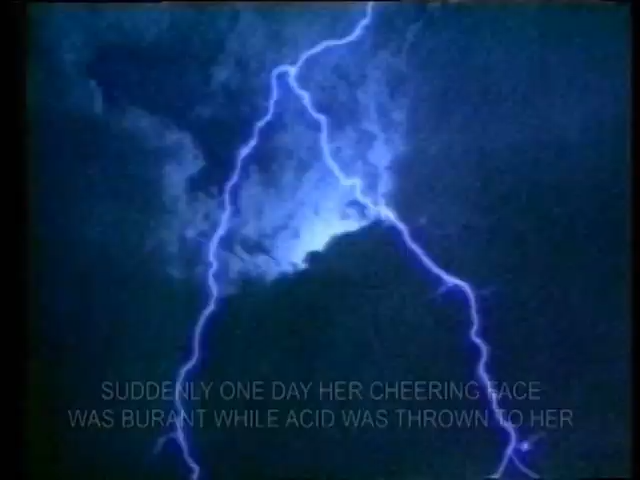 SUDDENLY ONE DAY HER CHEERING FACE
WAS BURANT WHILE ACID WAS THROWN TO HER